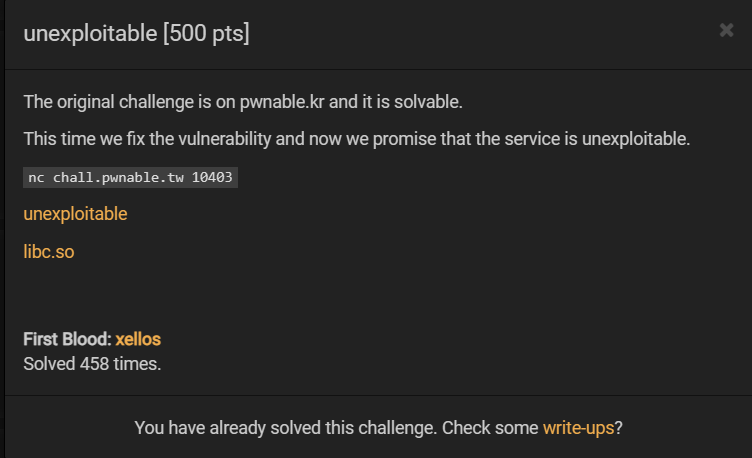 unexploitable [500 pts]
The original challenge is on pwnable.kr and it is solvable.
This time we fix the vulnerability and now we promise that the service is unexploitable.
nc chall.pwnable.tw 10403
unexploitable
libc.so
First Blood: xellos
Solved 458 times.
You have already solved this challenge. Check some write-ups?